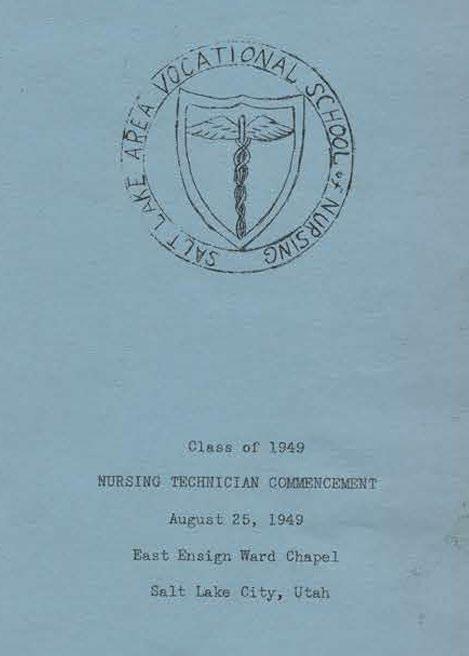 SALT LAKE AREA VOCATIONAL SCHOOL of NURSING
Class of 1949
NURSING TECHNICIAN COMMENCEMENT
August 25, 1949
East Ensign Ward Chapel
Salt Lake City, Utah